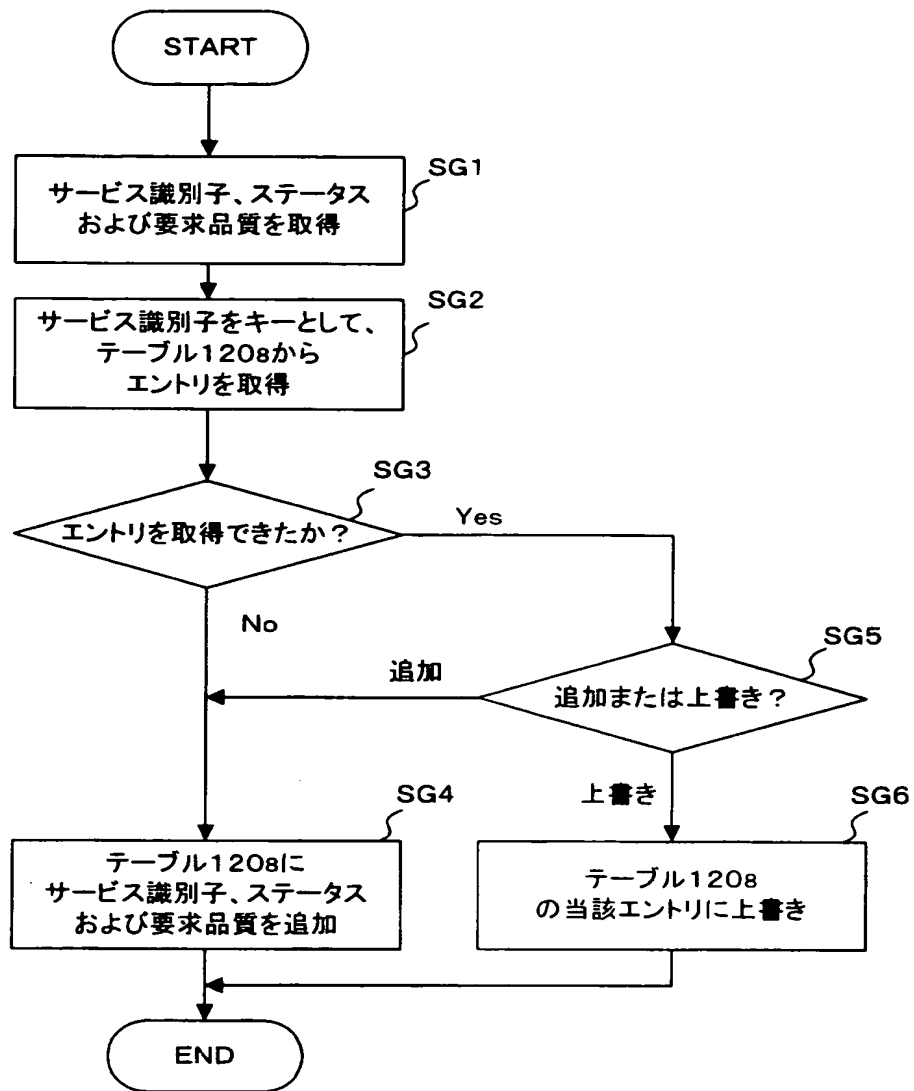 START
SG1
サービス識別子、ステータス
および要求品質を取得
SG2
サービス識別子をキーとして、
テーブル120₈から
エントリを取得
SG3
エントリを取得できたか？
Yes
No
SG5
追加
追加または上書き？
上書き
SG4
テーブル120₈に
サービス識別子、ステータス
および要求品質を追加
SG6
テーブル120₈
の当該エントリに上書き
END